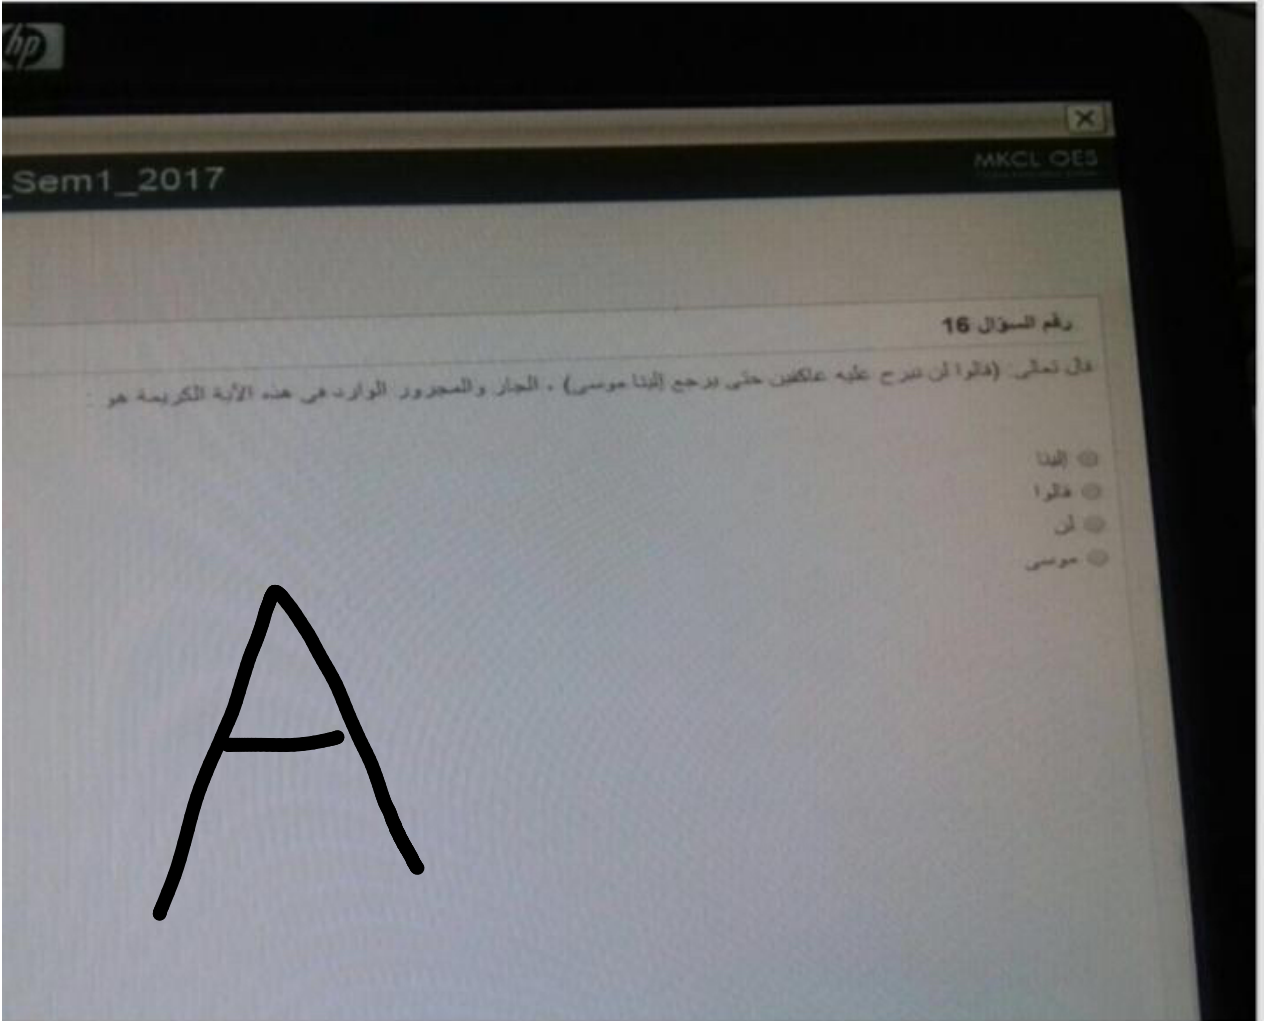 hp
_Sem1_2017
MKCL OES
رقم السؤال 16
قال تعالى: (قالوا لن نبرح عليه عاكفين حتى يرجع إلينا موسى) ، الجار والمجرور الوارد في هذه الآية الكريمة هو :
إلينا
قالوا
لن
موسى
A